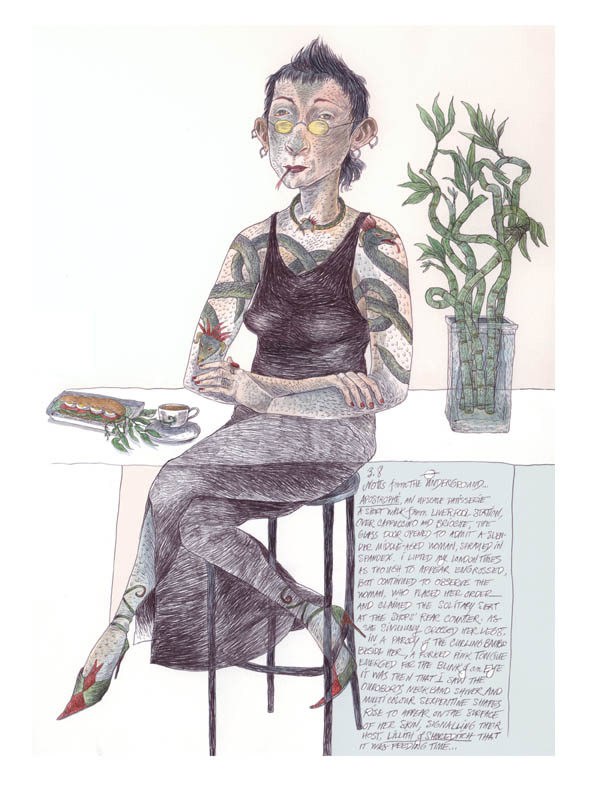 3.8
NOTES from THE UNDERGROUND...
APOSTROPHE, AN UPSCALE PATISSERIE
A SHORT WALK from LIVERPOOL STATION,
OVER CAPPUCCINO AND BRIOCHE, THE
GLASS DOOR OPENED TO ADMIT A SLEN-
DER MIDDLE-AGED WOMAN, SHEATHED IN
SPANDEX. I LIFTED MY LONDON TIMES
AS THOUGH TO APPEAR ENGROSSED,
BUT CONTINUED TO OBSERVE THE
WOMAN, WHO PLACED HER ORDER
AND CLAIMED THE SOLITARY SEAT
AT THE SHOPS' REAR COUNTER. AS
SHE SINUOUSLY CROSSED HER LEGS,
IN A PARODY of THE CURLING BAMBOO
BESIDE HER, A FORKED PINK TONGUE
EMERGED FOR THE BLINK of an EYE
IT WAS THEN THAT I SAW THE
OUROBOROS NECKBAND SHIVER AND
MULTI COLOUR SERPENTINE SHAPES
RISE TO APPEAR ON THE SURFACE
OF HER SKIN, SIGNALLING THEIR
HOST, LILLITH of SHOREDITCH THAT
IT WAS FEEDING TIME...